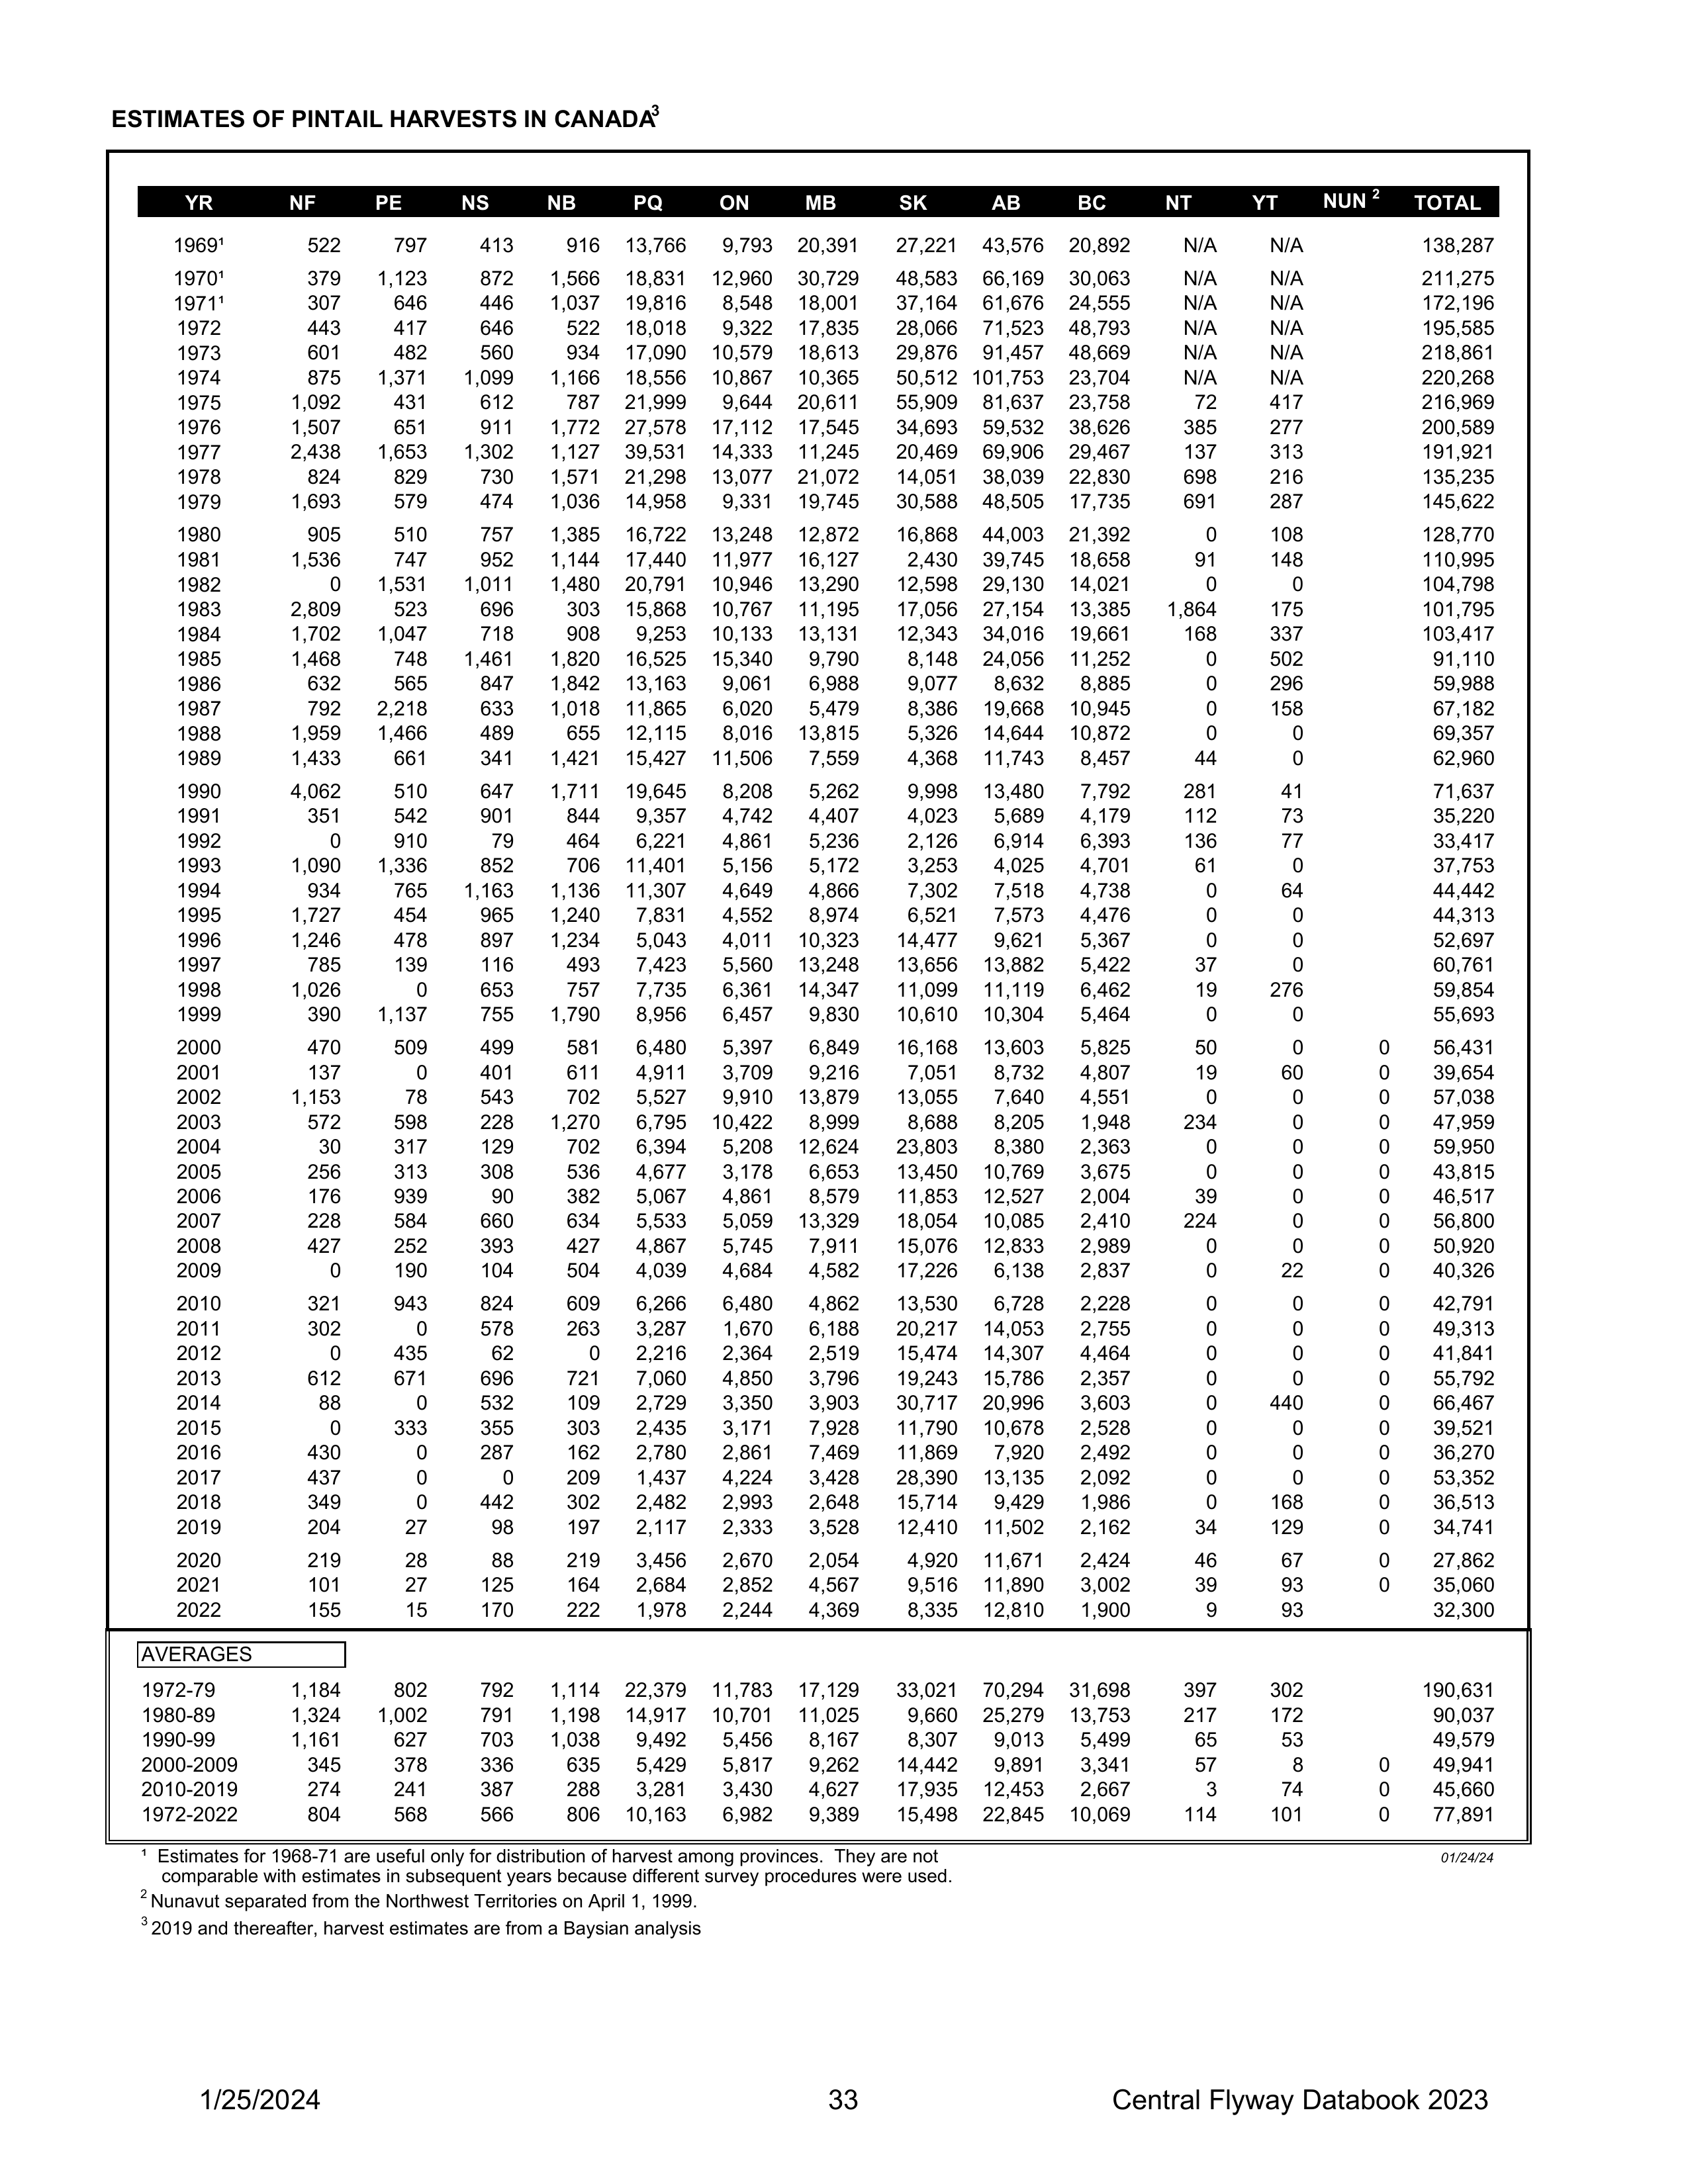 ESTIMATES OF PINTAIL HARVESTS IN CANADA³
YR NF PE NS NB PQ ON MB SK AB BC NT YT NUN ² TOTAL
1969¹ 522 797 413 916 13,766 9,793 20,391 27,221 43,576 20,892 N/A N/A 138,287
1970¹ 379 1,123 872 1,566 18,831 12,960 30,729 48,583 66,169 30,063 N/A N/A 211,275
1971¹ 307 646 446 1,037 19,816 8,548 18,001 37,164 61,676 24,555 N/A N/A 172,196
1972 443 417 646 522 18,018 9,322 17,835 28,066 71,523 48,793 N/A N/A 195,585
1973 601 482 560 934 17,090 10,579 18,613 29,876 91,457 48,669 N/A N/A 218,861
1974 875 1,371 1,099 1,166 18,556 10,867 10,365 50,512 101,753 23,704 N/A N/A 220,268
1975 1,092 431 612 787 21,999 9,644 20,611 55,909 81,637 23,758 72 417 216,969
1976 1,507 651 911 1,772 27,578 17,112 17,545 34,693 59,532 38,626 385 277 200,589
1977 2,438 1,653 1,302 1,127 39,531 14,333 11,245 20,469 69,906 29,467 137 313 191,921
1978 824 829 730 1,571 21,298 13,077 21,072 14,051 38,039 22,830 698 216 135,235
1979 1,693 579 474 1,036 14,958 9,331 19,745 30,588 48,505 17,735 691 287 145,622
1980 905 510 757 1,385 16,722 13,248 12,872 16,868 44,003 21,392 0 108 128,770
1981 1,536 747 952 1,144 17,440 11,977 16,127 2,430 39,745 18,658 91 148 110,995
1982 0 1,531 1,011 1,480 20,791 10,946 13,290 12,598 29,130 14,021 0 0 104,798
1983 2,809 523 696 303 15,868 10,767 11,195 17,056 27,154 13,385 1,864 175 101,795
1984 1,702 1,047 718 908 9,253 10,133 13,131 12,343 34,016 19,661 168 337 103,417
1985 1,468 748 1,461 1,820 16,525 15,340 9,790 8,148 24,056 11,252 0 502 91,110
1986 632 565 847 1,842 13,163 9,061 6,988 9,077 8,632 8,885 0 296 59,988
1987 792 2,218 633 1,018 11,865 6,020 5,479 8,386 19,668 10,945 0 158 67,182
1988 1,959 1,466 489 655 12,115 8,016 13,815 5,326 14,644 10,872 0 0 69,357
1989 1,433 661 341 1,421 15,427 11,506 7,559 4,368 11,743 8,457 44 0 62,960
1990 4,062 510 647 1,711 19,645 8,208 5,262 9,998 13,480 7,792 281 41 71,637
1991 351 542 901 844 9,357 4,742 4,407 4,023 5,689 4,179 112 73 35,220
1992 0 910 79 464 6,221 4,861 5,236 2,126 6,914 6,393 136 77 33,417
1993 1,090 1,336 852 706 11,401 5,156 5,172 3,253 4,025 4,701 61 0 37,753
1994 934 765 1,163 1,136 11,307 4,649 4,866 7,302 7,518 4,738 0 64 44,442
1995 1,727 454 965 1,240 7,831 4,552 8,974 6,521 7,573 4,476 0 0 44,313
1996 1,246 478 897 1,234 5,043 4,011 10,323 14,477 9,621 5,367 0 0 52,697
1997 785 139 116 493 7,423 5,560 13,248 13,656 13,882 5,422 37 0 60,761
1998 1,026 0 653 757 7,735 6,361 14,347 11,099 11,119 6,462 19 276 59,854
1999 390 1,137 755 1,790 8,956 6,457 9,830 10,610 10,304 5,464 0 0 55,693
2000 470 509 499 581 6,480 5,397 6,849 16,168 13,603 5,825 50 0 0 56,431
2001 137 0 401 611 4,911 3,709 9,216 7,051 8,732 4,807 19 60 0 39,654
2002 1,153 78 543 702 5,527 9,910 13,879 13,055 7,640 4,551 0 0 0 57,038
2003 572 598 228 1,270 6,795 10,422 8,999 8,688 8,205 1,948 234 0 0 47,959
2004 30 317 129 702 6,394 5,208 12,624 23,803 8,380 2,363 0 0 0 59,950
2005 256 313 308 536 4,677 3,178 6,653 13,450 10,769 3,675 0 0 0 43,815
2006 176 939 90 382 5,067 4,861 8,579 11,853 12,527 2,004 39 0 0 46,517
2007 228 584 660 634 5,533 5,059 13,329 18,054 10,085 2,410 224 0 0 56,800
2008 427 252 393 427 4,867 5,745 7,911 15,076 12,833 2,989 0 0 0 50,920
2009 0 190 104 504 4,039 4,684 4,582 17,226 6,138 2,837 0 22 0 40,326
2010 321 943 824 609 6,266 6,480 4,862 13,530 6,728 2,228 0 0 0 42,791
2011 302 0 578 263 3,287 1,670 6,188 20,217 14,053 2,755 0 0 0 49,313
2012 0 435 62 0 2,216 2,364 2,519 15,474 14,307 4,464 0 0 0 41,841
2013 612 671 696 721 7,060 4,850 3,796 19,243 15,786 2,357 0 0 0 55,792
2014 88 0 532 109 2,729 3,350 3,903 30,717 20,996 3,603 0 440 0 66,467
2015 0 333 355 303 2,435 3,171 7,928 11,790 10,678 2,528 0 0 0 39,521
2016 430 0 287 162 2,780 2,861 7,469 11,869 7,920 2,492 0 0 0 36,270
2017 437 0 0 209 1,437 4,224 3,428 28,390 13,135 2,092 0 0 0 53,352
2018 349 0 442 302 2,482 2,993 2,648 15,714 9,429 1,986 0 168 0 36,513
2019 204 27 98 197 2,117 2,333 3,528 12,410 11,502 2,162 34 129 0 34,741
2020 219 28 88 219 3,456 2,670 2,054 4,920 11,671 2,424 46 67 0 27,862
2021 101 27 125 164 2,684 2,852 4,567 9,516 11,890 3,002 39 93 0 35,060
2022 155 15 170 222 1,978 2,244 4,369 8,335 12,810 1,900 9 93 32,300
AVERAGES
1972-79 1,184 802 792 1,114 22,379 11,783 17,129 33,021 70,294 31,698 397 302 190,631
1980-89 1,324 1,002 791 1,198 14,917 10,701 11,025 9,660 25,279 13,753 217 172 90,037
1990-99 1,161 627 703 1,038 9,492 5,456 8,167 8,307 9,013 5,499 65 53 49,579
2000-2009 345 378 336 635 5,429 5,817 9,262 14,442 9,891 3,341 57 8 0 49,941
2010-2019 274 241 387 288 3,281 3,430 4,627 17,935 12,453 2,667 3 74 0 45,660
1972-2022 804 568 566 806 10,163 6,982 9,389 15,498 22,845 10,069 114 101 0 77,891
¹ Estimates for 1968-71 are useful only for distribution of harvest among provinces. They are not 01/24/24
comparable with estimates in subsequent years because different survey procedures were used.
² Nunavut separated from the Northwest Territories on April 1, 1999.
³ 2019 and thereafter, harvest estimates are from a Baysian analysis
1/25/2024 33 Central Flyway Databook 2023